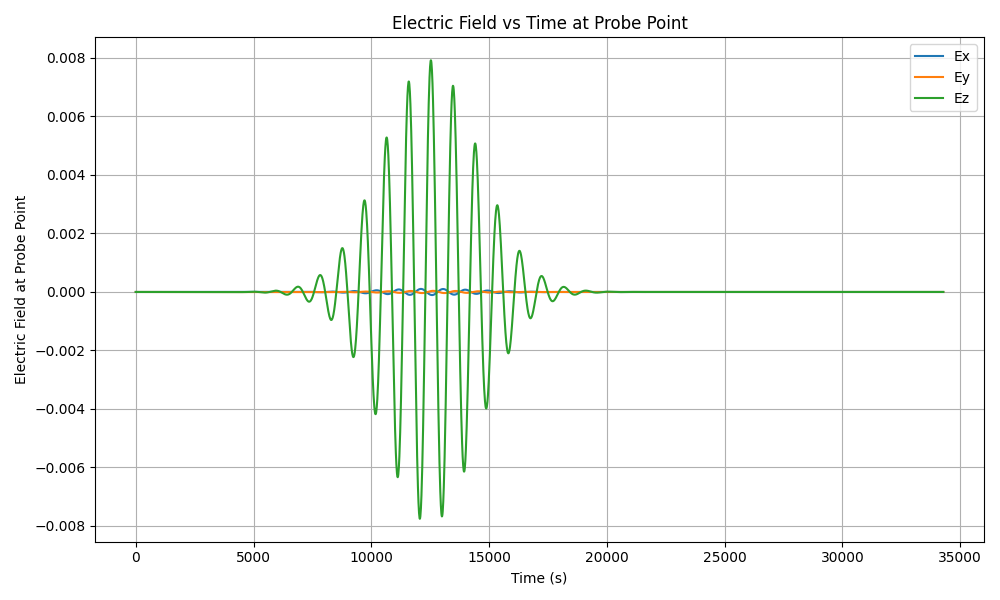 Electric Field vs Time at Probe Point
Ex
Ey
Ez
Electric Field at Probe Point
0.008
0.006
0.004
0.002
0.000
−0.002
−0.004
−0.006
−0.008
0 5000 10000 15000 20000 25000 30000 35000
Time (s)